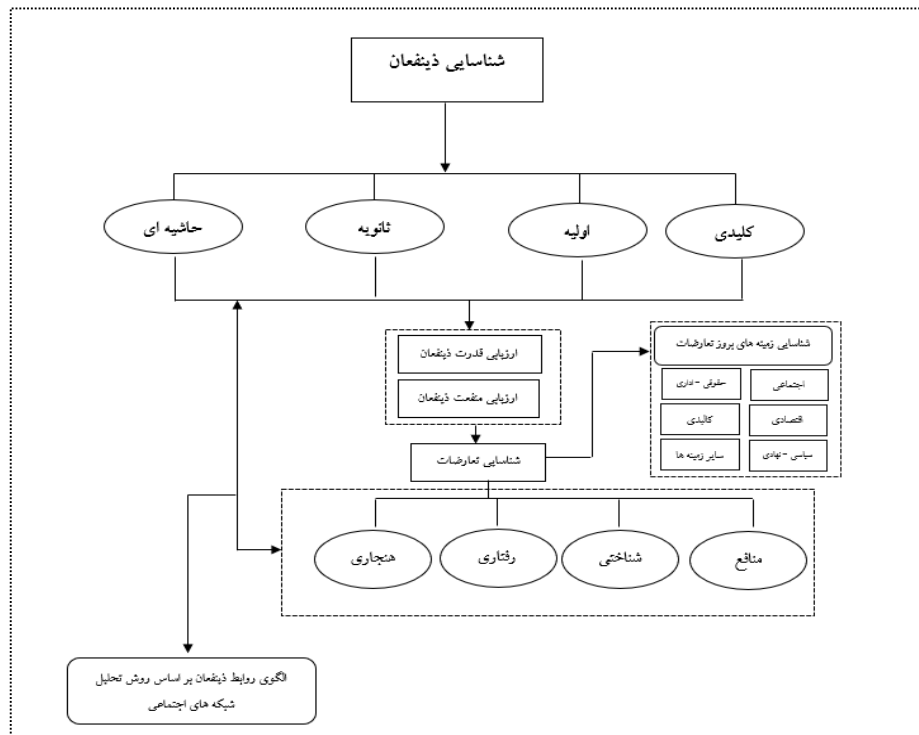 شناسایی ذینفعان
کلیدی
اولیه
ثانویه
حاشیه ای
ارزیابی قدرت ذینفعان
ارزیابی منفعت ذینفعان
شناسایی تعارضات
شناسایی زمینه های بروز تعارضات
اجتماعی
حقوقی - اداری
اقتصادی
کالبدی
سیاسی - نهادی
سایر زمینه ها
منافع
شناختی
رفتاری
هنجاری
الگوی روابط ذینفعان بر اساس روش تحلیل
شبکه های اجتماعی